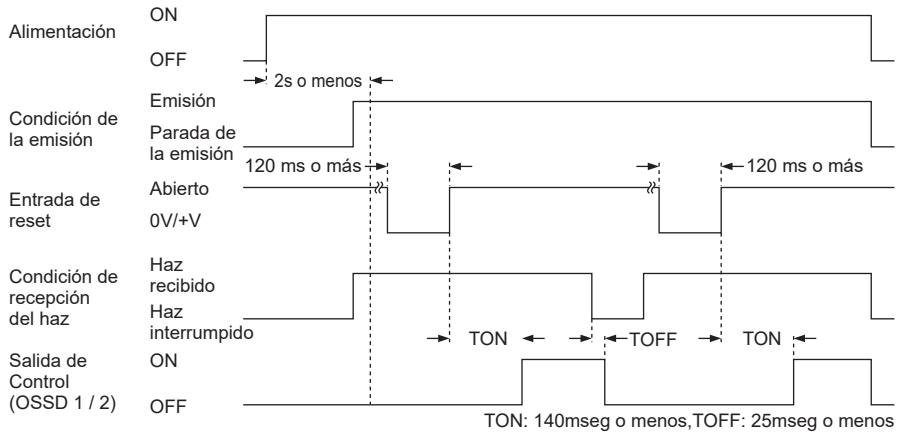 Alimentación
ON
OFF
2s o menos
Condición de
la emisión
Emisión
Parada de
la emisión
120 ms o más
120 ms o más
Entrada de
reset
Abierto
0V/+V
Condición de
recepción
del haz
Haz
recibido
Haz
interrumpido
TON
TOFF
TON
Salida de
Control
(OSSD 1 / 2)
ON
OFF
TON: 140mseg o menos,TOFF: 25mseg o menos